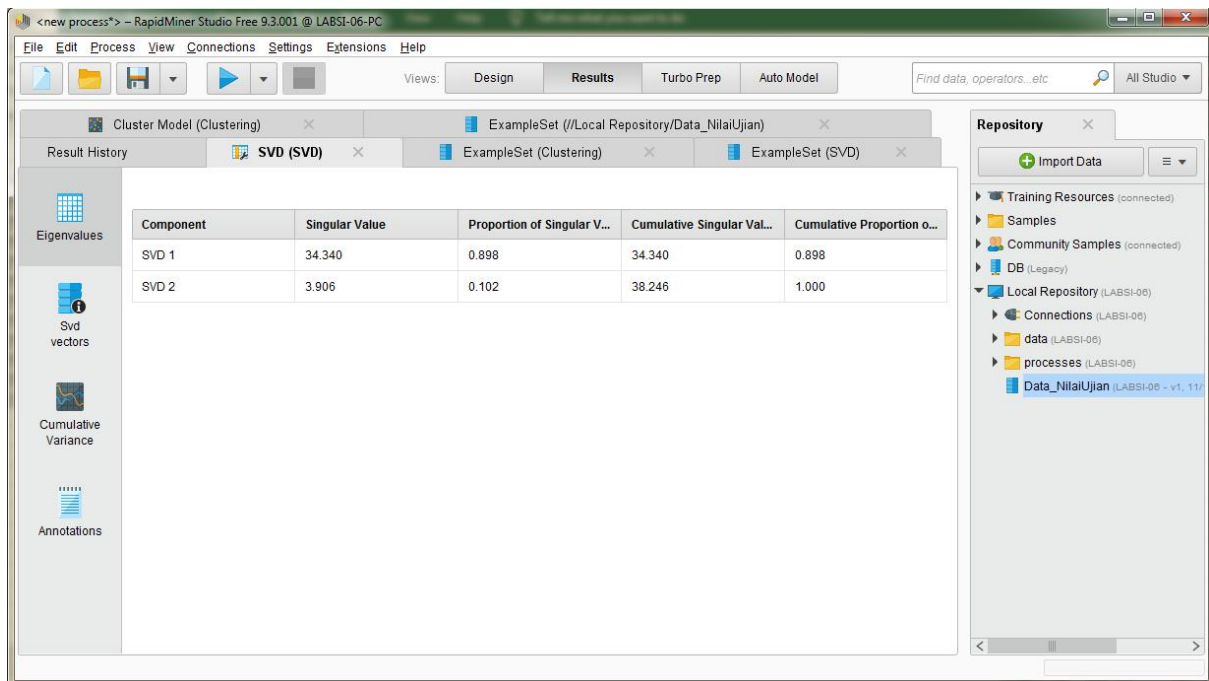 <new process*> – RapidMiner Studio Free 9.3.001 @ LABSI-06-PC
File Edit Process View Connections Settings Extensions Help
Views: Design Results Turbo Prep Auto Model Find data, operators...etc All Studio
Cluster Model (Clustering) ExampleSet (//Local Repository/Data_NilaiUjian)
Result History SVD (SVD) ExampleSet (Clustering) ExampleSet (SVD)
Eigenvalues
Svd
vectors
Cumulative
Variance
Annotations
Component Singular Value Proportion of Singular V... Cumulative Singular Val... Cumulative Proportion o...
SVD 1 34.340 0.898 34.340 0.898
SVD 2 3.906 0.102 38.246 1.000
Repository
Import Data
Training Resources (connected)
Samples
Community Samples (connected)
DB (Legacy)
Local Repository (LABSI-06)
Connections (LABSI-06)
data (LABSI-06)
processes (LABSI-06)
Data_NilaiUjian (LABSI-06 - v1, 11/